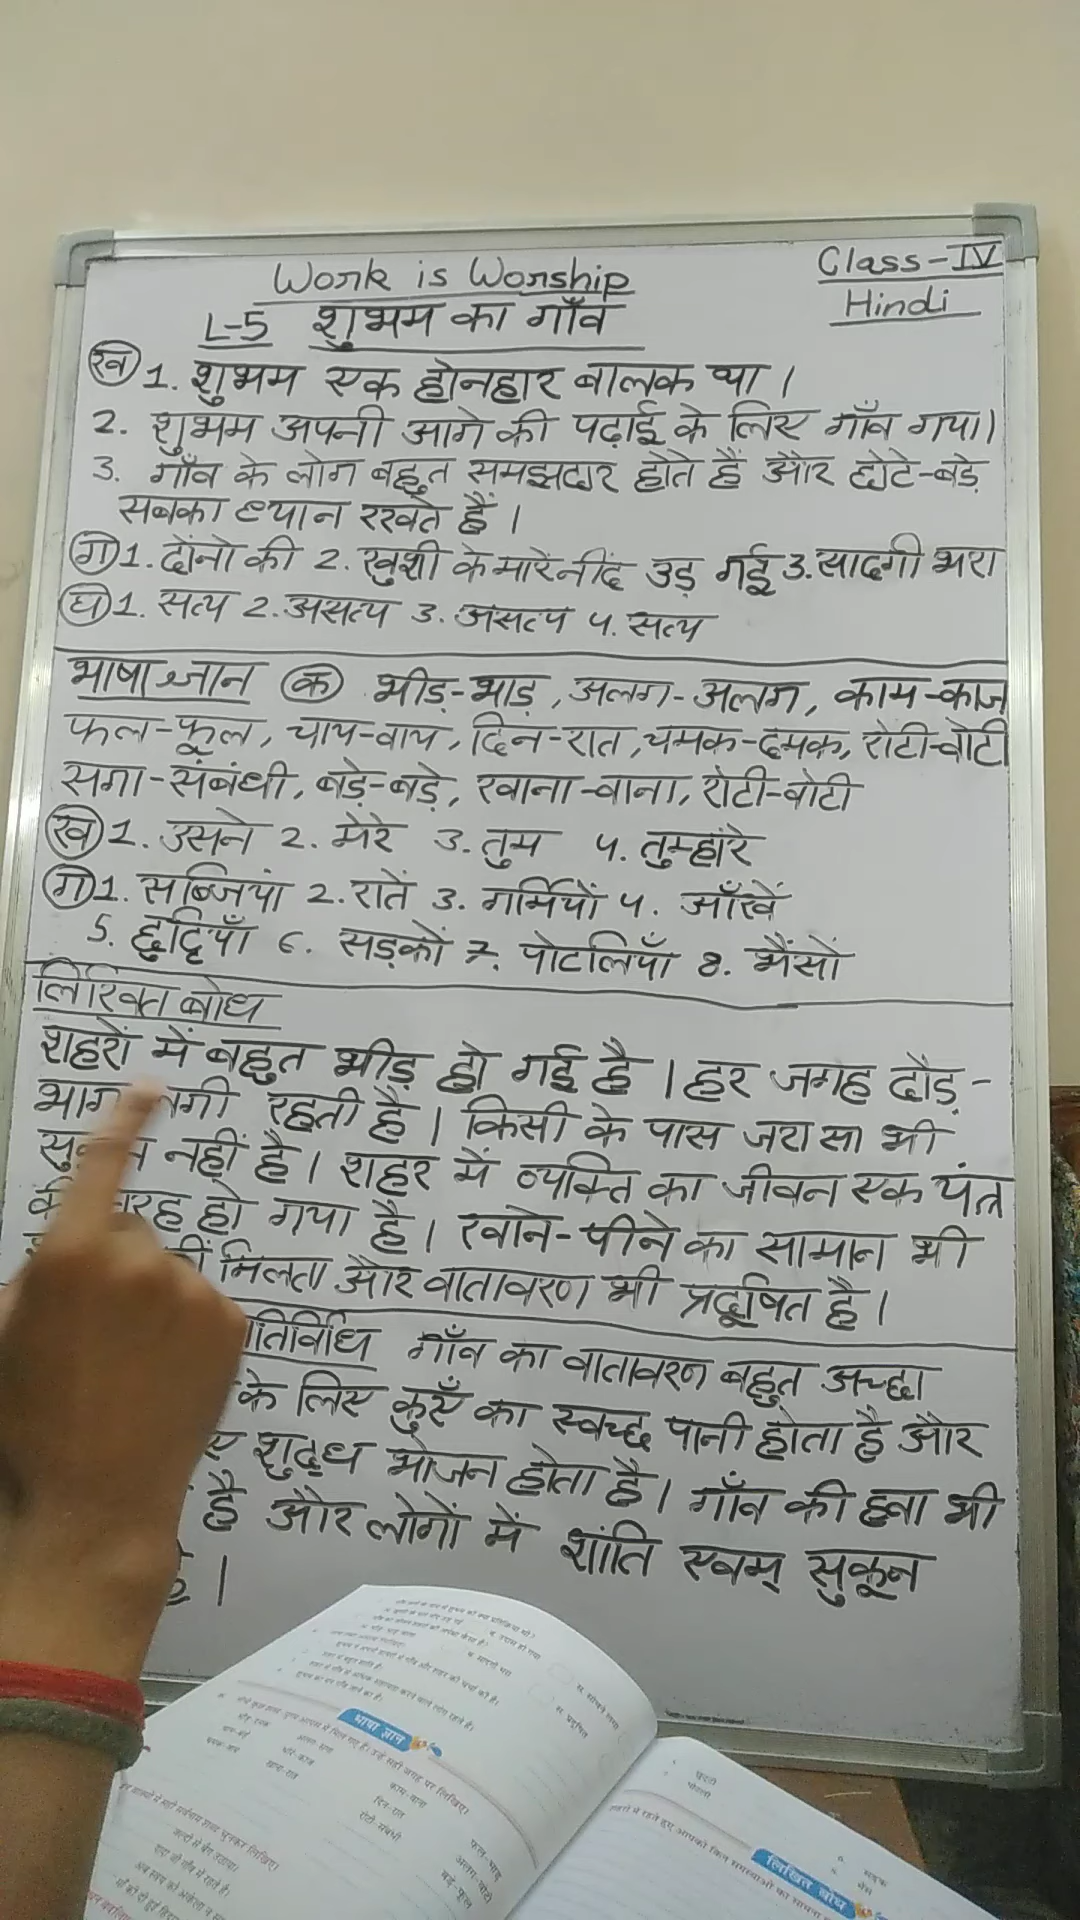 Work is Worship
Class-IV
Hindi
L-5 शुभम का गाँव
ख 1. शुभम एक होनहार बालक था।
2. शुभम अपनी आगे की पढ़ाई के लिए गाँव गया।
3. गाँव के लोग बहुत समझदार होते हैं और छोटे-बड़े
सबका ध्यान रखते हैं।
ग 1. दोंनो की 2. खुशी के मारे नींद उड़ गई 3. सादगी भरा
घ 1. सत्य 2. असत्य 3. असत्य 4. सत्य
भाषा ज्ञान क भीड़-भाड़, अलग-अलग, काम-काज
फल-फूल, चाय-वाय, दिन-रात, चमक-दमक, रोटी-वोटी
सगा-संबंधी, बड़े-बड़े, खाना-वाना, रोटी-वोटी
ख 1. उसने 2. मेरे 3. तुम 4. तुम्हारे
ग 1. सब्जियां 2. रातें 3. गर्मियों 4. आँखें
5. छुट्टियाँ 6. सड़कों 7. पोटलियाँ 8. भैंसों
लिखित बोध
शहरों में बहुत भीड़ हो गई है। हर जगह दौड़-
भाग लगी रहती है। किसी के पास जरा सा भी
नहीं है। शहर में व्यक्ति का जीवन एक यंत्र
हो गया है। खाने-पीने का सामान भी
मिलता और वातावरण भी प्रदूषित है।
गाँव का वातावरण बहुत अच्छा
के लिए कुएँ का स्वच्छ पानी होता है और
शुद्ध भोजन होता है। गाँव की हवा भी
है और लोगों में शांति एवम् सुकून
।
भाषा ज्ञान
लिखित बोध